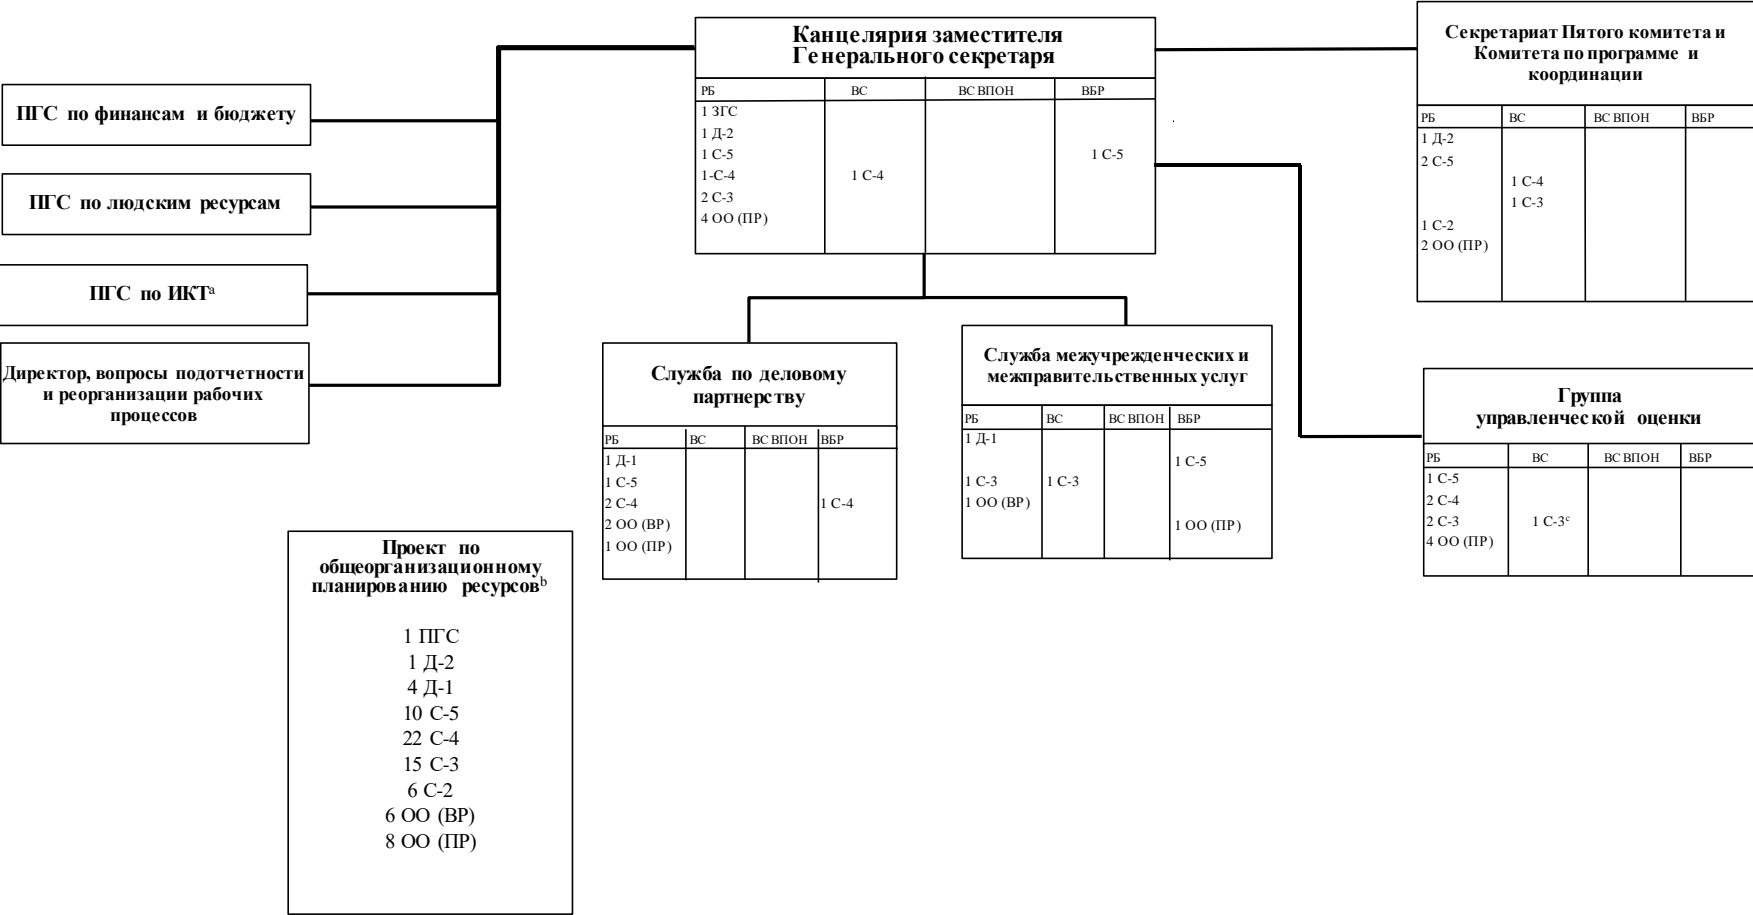 Канцелярия заместителя
Генерального секретаря
РБ ВС ВС ВПОН ВБР
1 ЗГС
1 Д-2
1 С-5 1 С-5
1-С-4 1 С-4
2 С-3
4 ОО (ПР)
Секретариат Пятого комитета и
Комитета по программе и
координации
РБ ВС ВС ВПОН ВБР
1 Д-2
2 С-5
1 С-4
1 С-3
1 С-2
2 ОО (ПР)
ПГС по финансам и бюджету
ПГС по людским ресурсам
ПГС по ИКТа
Директор, вопросы подотчетности
и реорганизации рабочих
процессов
Служба по деловому
партнерству
РБ ВС ВС ВПОН ВБР
1 Д-1
1 С-5
2 С-4 1 С-4
2 ОО (ВР)
1 ОО (ПР)
Служба межучрежденческих и
межправительственных услуг
РБ ВС ВС ВПОН ВБР
1 Д-1
1 С-5
1 С-3 1 С-3
1 ОО (ВР)
1 ОО (ПР)
Группа
управленческой оценки
РБ ВС ВС ВПОН ВБР
1 С-5
2 С-4
2 С-3 1 С-3c
4 ОО (ПР)
Проект по
общеорганизационному
планированию ресурсовb
1 ПГС
1 Д-2
4 Д-1
10 С-5
22 С-4
15 С-3
6 С-2
6 ОО (ВР)
8 ОО (ПР)